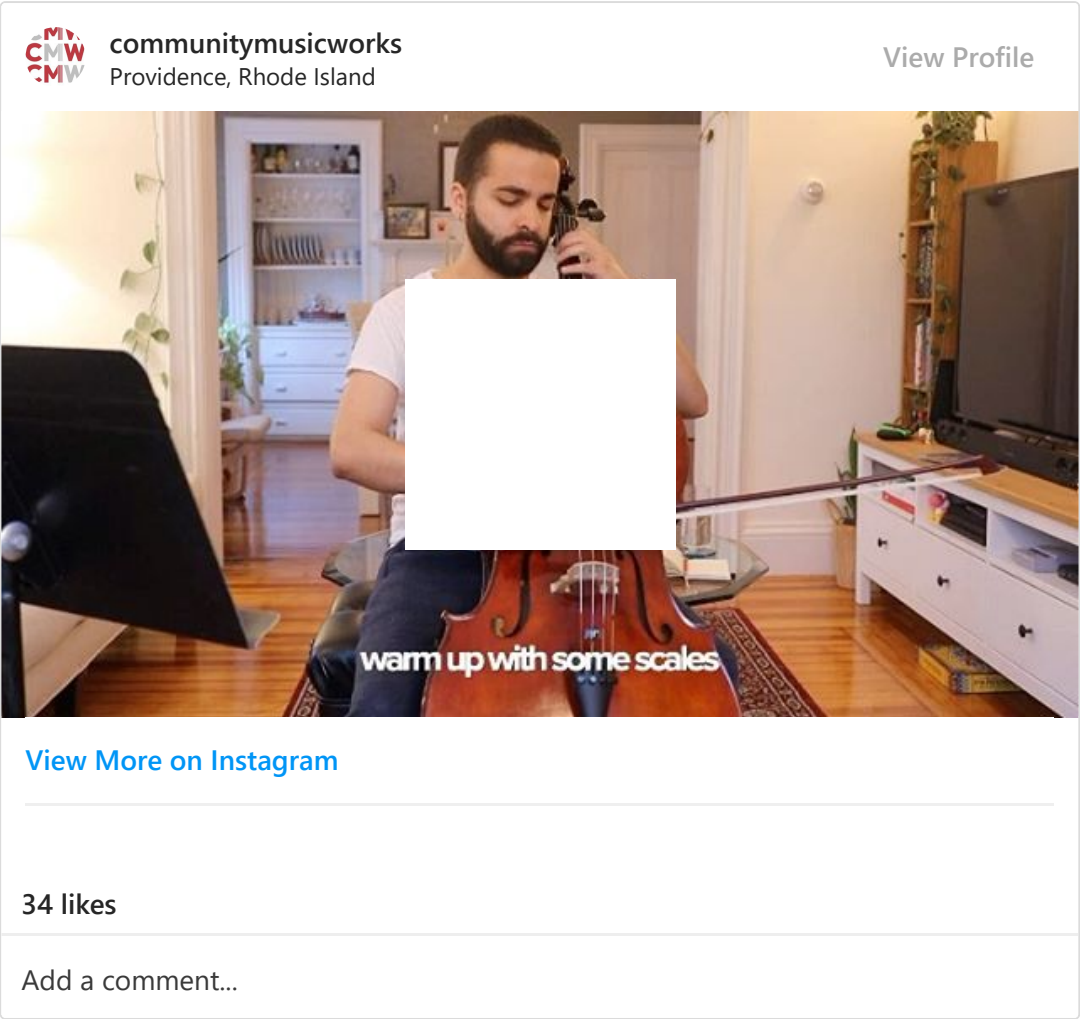 CMW
CMW
communitymusicworks
Providence, Rhode Island
View Profile
warm up with some scales
View More on Instagram
34 likes
Add a comment...